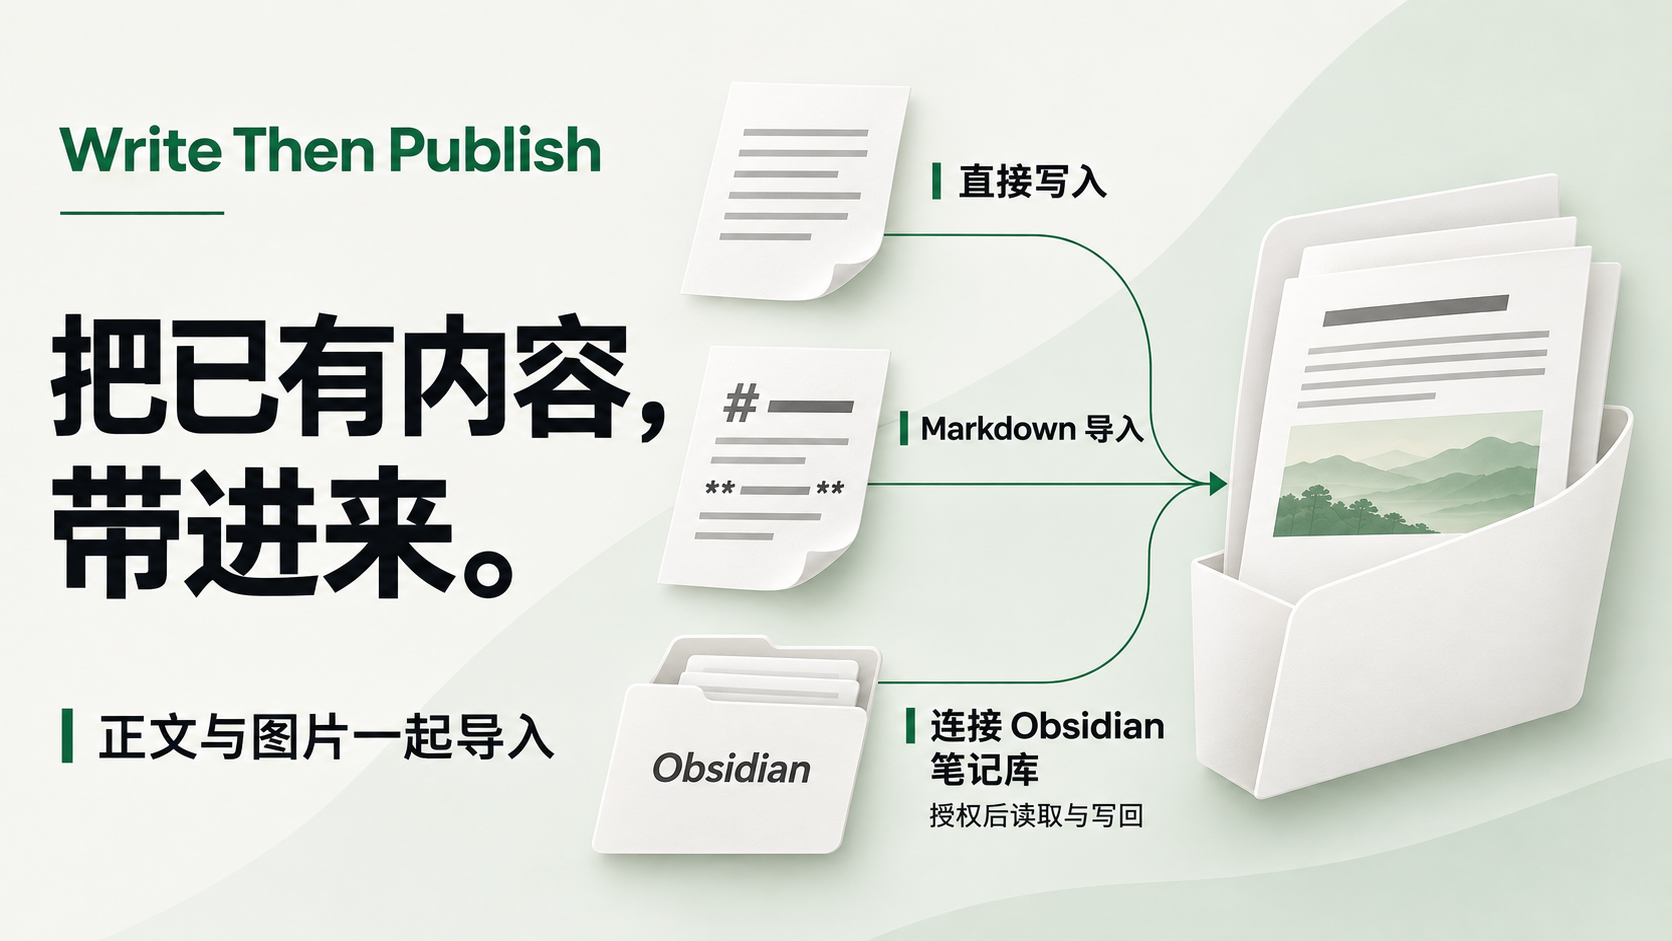 Write Then Publish
把已有内容，
带进来。
正文与图片一起导入
直接写入
#
Markdown 导入
** **
Obsidian
连接 Obsidian
笔记库
授权后读取与写回